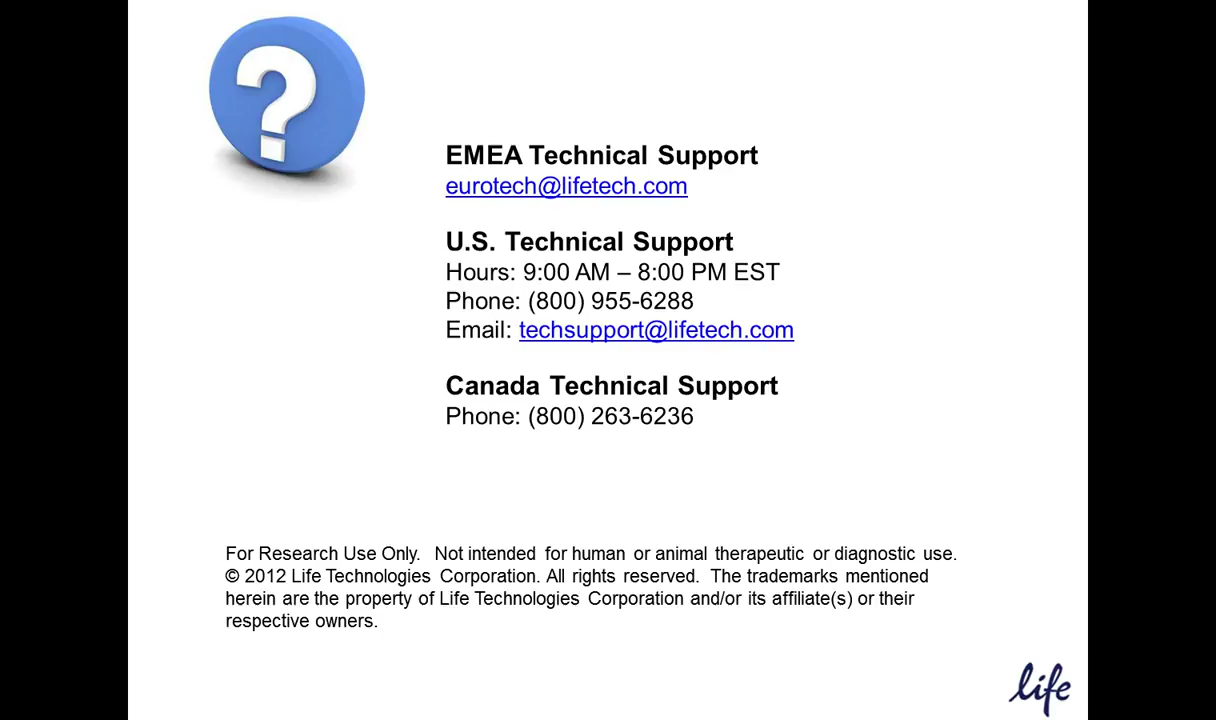 ?
EMEA Technical Support
eurotech@lifetech.com
U.S. Technical Support
Hours: 9:00 AM – 8:00 PM EST
Phone: (800) 955-6288
Email: techsupport@lifetech.com
Canada Technical Support
Phone: (800) 263-6236
For Research Use Only. Not intended for human or animal therapeutic or diagnostic use.
© 2012 Life Technologies Corporation. All rights reserved. The trademarks mentioned
herein are the property of Life Technologies Corporation and/or its affiliate(s) or their
respective owners.
life